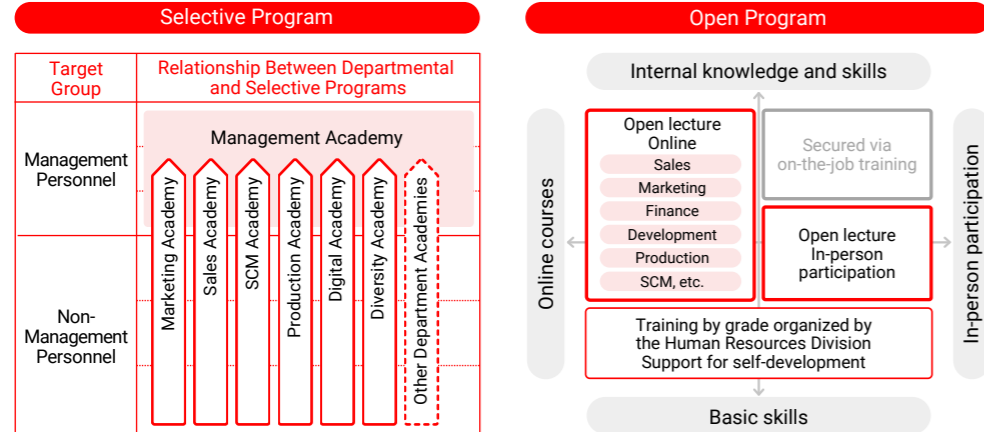 Selective Program
Target
Group
Relationship Between Departmental
and Selective Programs
Management
Personnel
Management Academy
Non-
Management
Personnel
Marketing Academy
Sales Academy
SCM Academy
Production Academy
Digital Academy
Diversity Academy
Other Department Academies
Open Program
Internal knowledge and skills
Online courses
Open lecture
Online
Sales
Marketing
Finance
Development
Production
SCM, etc.
Secured via
on-the-job training
Open lecture
In-person
participation
In-person participation
Training by grade organized by
the Human Resources Division
Support for self-development
Basic skills